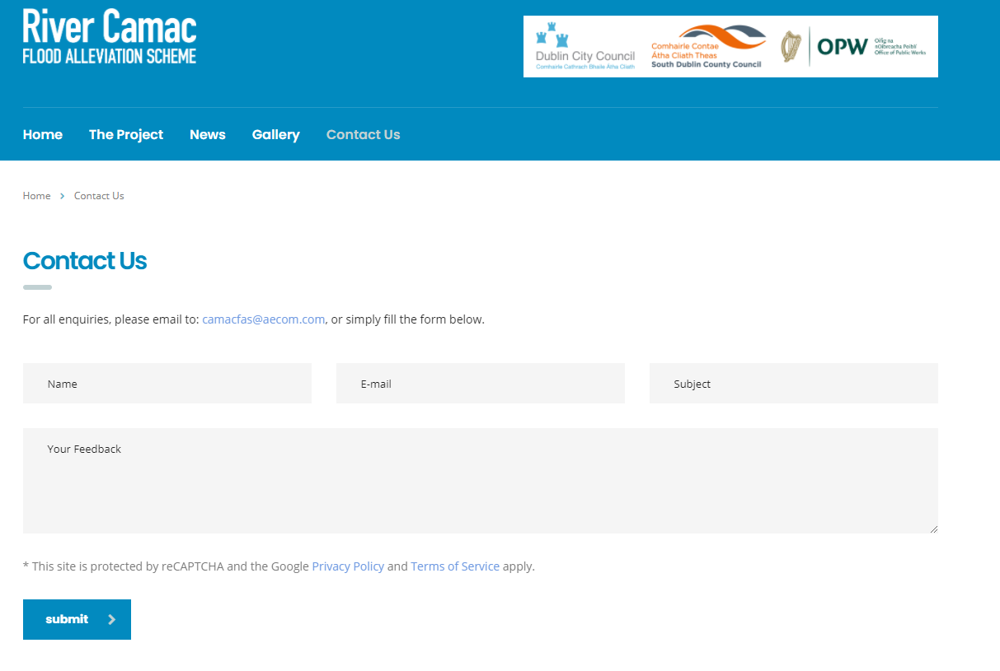 River Camac
FLOOD ALLEVIATION SCHEME
Dublin City Council
Comhairle Cathrach Bhaile Átha Cliath
Comhairle Contae
Átha Cliath Theas
South Dublin County Council
OPW
Oifig na
nOibreacha Poiblí
Office of Public Works
Home
The Project
News
Gallery
Contact Us
Home > Contact Us
Contact Us
For all enquiries, please email to: camacfas@aecom.com, or simply fill the form below.
Name
E-mail
Subject
Your Feedback
* This site is protected by reCAPTCHA and the Google Privacy Policy and Terms of Service apply.
submit